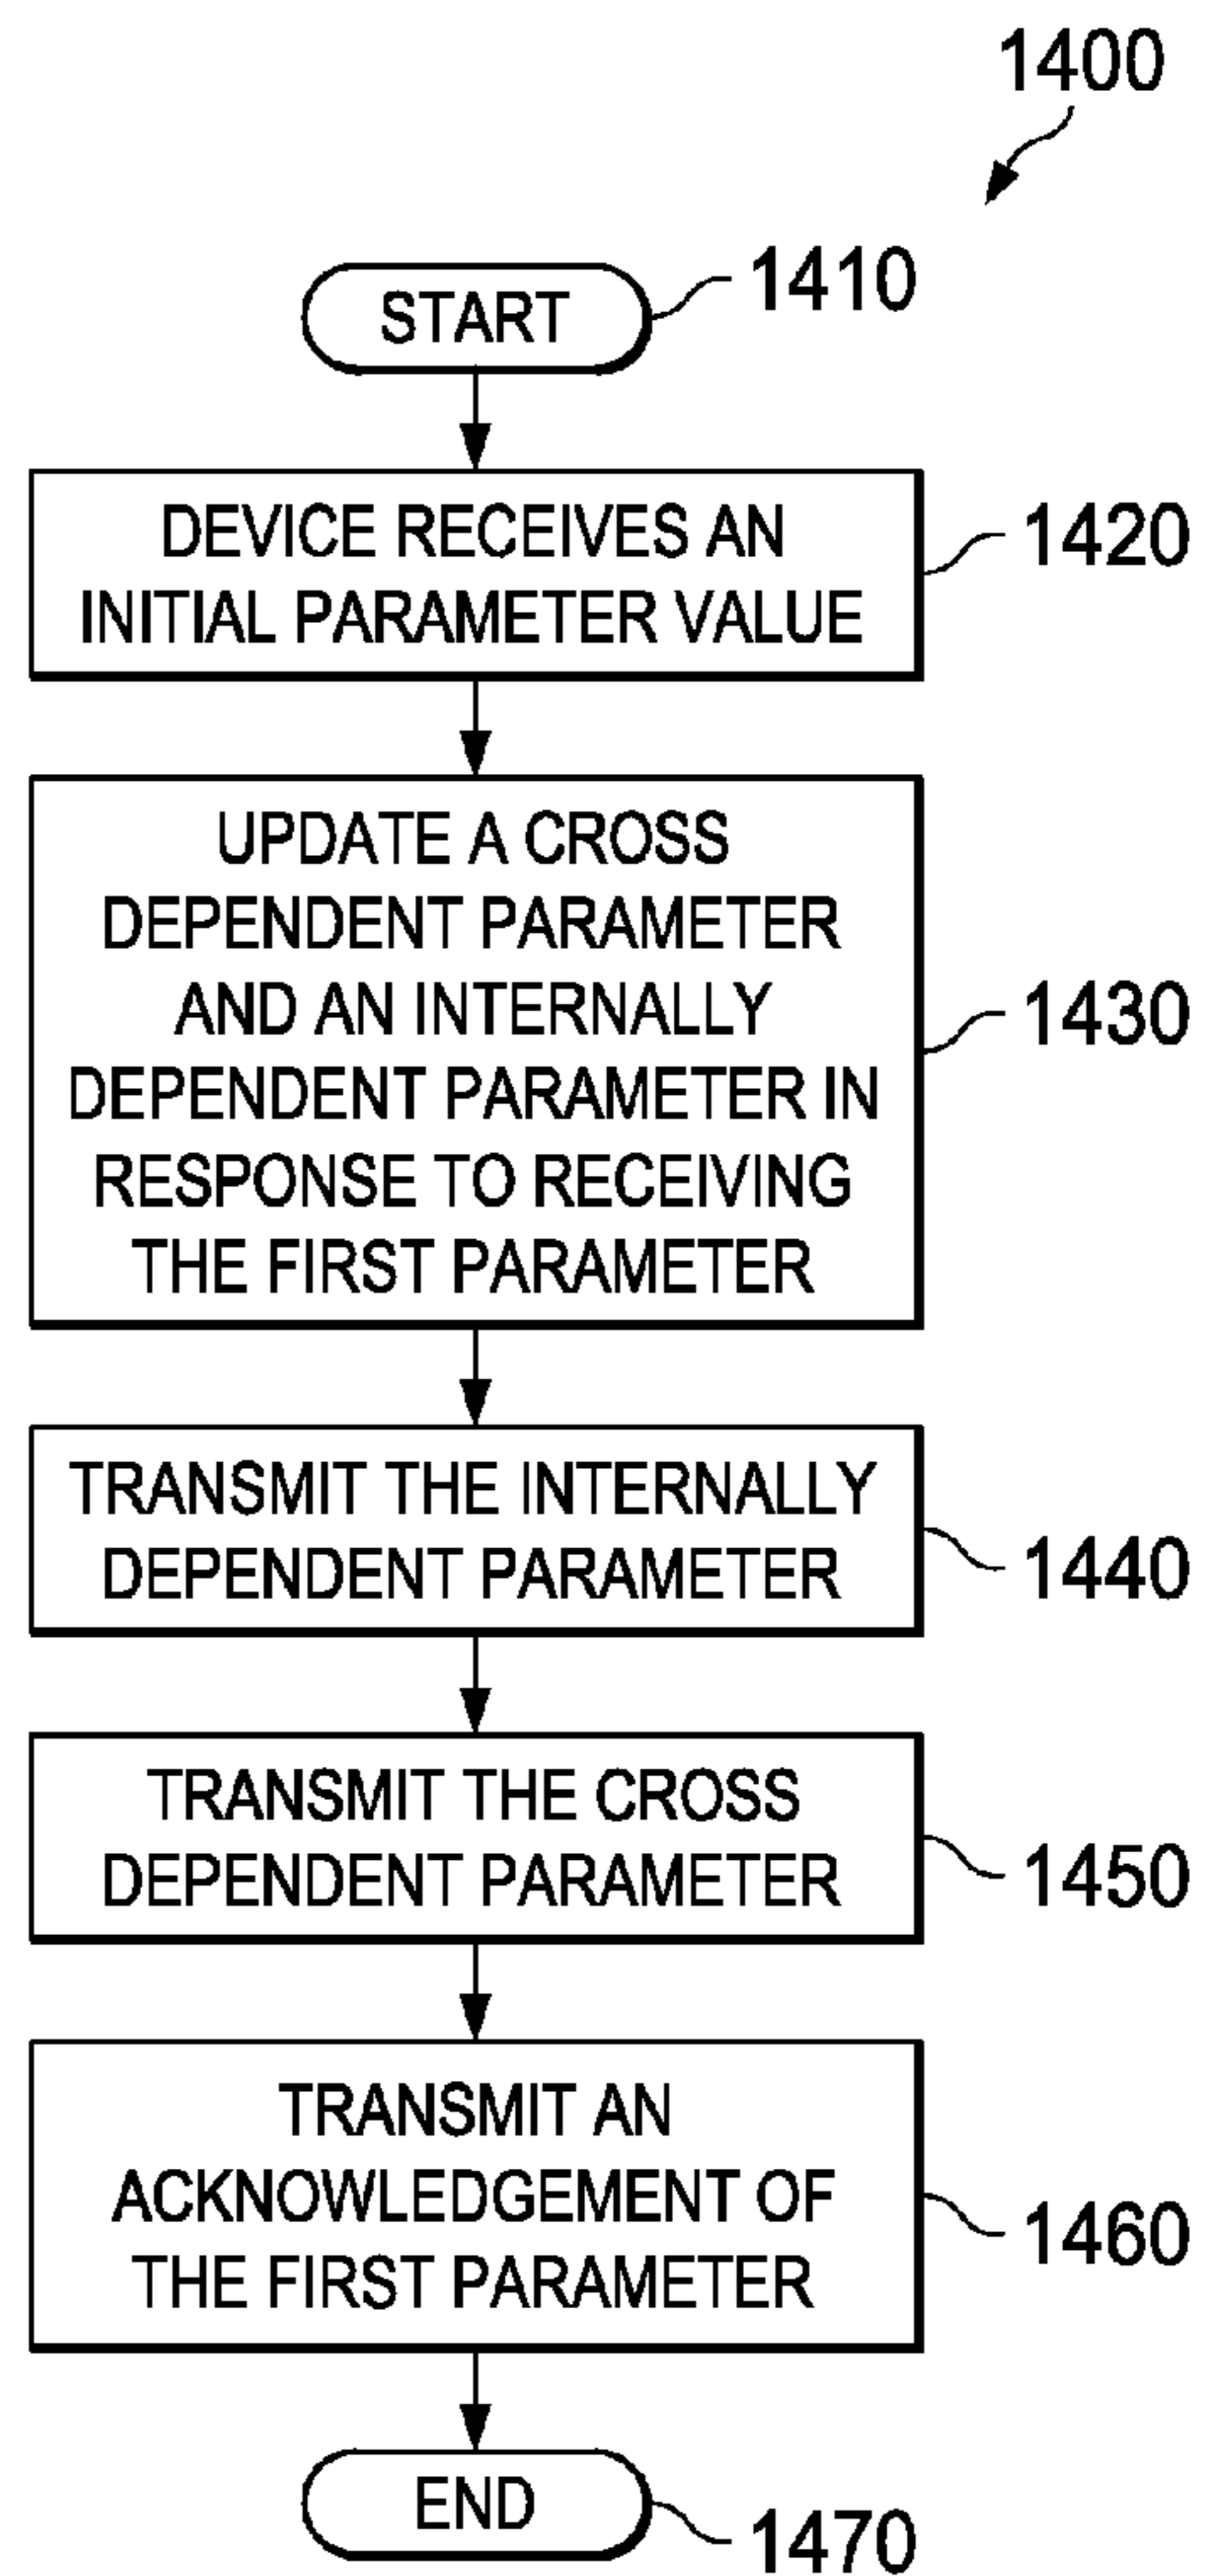 1400
START
1410
DEVICE RECEIVES AN
INITIAL PARAMETER VALUE
1420
UPDATE A CROSS
DEPENDENT PARAMETER
AND AN INTERNALLY
DEPENDENT PARAMETER IN
RESPONSE TO RECEIVING
THE FIRST PARAMETER
1430
TRANSMIT THE INTERNALLY
DEPENDENT PARAMETER
1440
TRANSMIT THE CROSS
DEPENDENT PARAMETER
1450
TRANSMIT AN
ACKNOWLEDGEMENT OF
THE FIRST PARAMETER
1460
END
1470